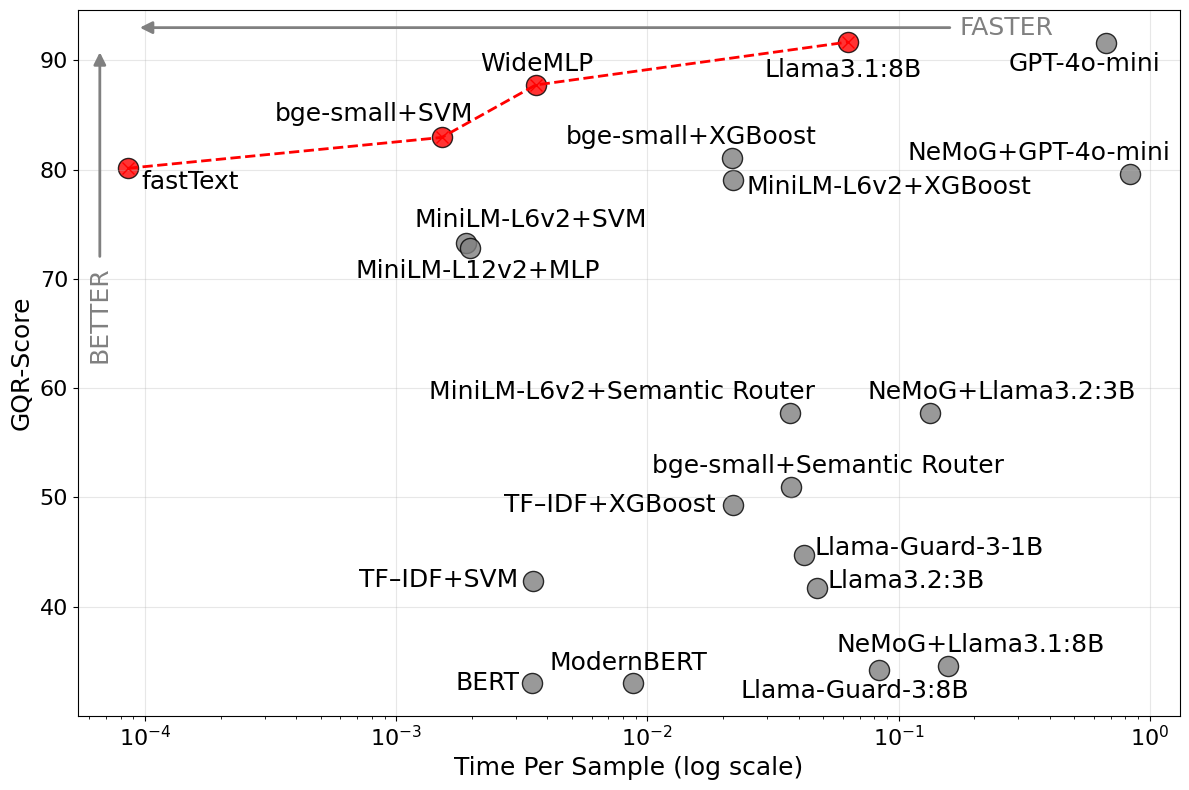 FASTER
90
WideMLP
Llama3.1:8B
GPT-4o-mini
bge-small+SVM
bge-small+XGBoost
NeMoG+GPT-4o-mini
80
fastText
MiniLM-L6v2+XGBoost
MiniLM-L6v2+SVM
MiniLM-L12v2+MLP
70
BETTER
GQR-Score
60
MiniLM-L6v2+Semantic Router
NeMoG+Llama3.2:3B
bge-small+Semantic Router
50
TF–IDF+XGBoost
Llama-Guard-3-1B
TF–IDF+SVM
Llama3.2:3B
40
NeMoG+Llama3.1:8B
ModernBERT
BERT
Llama-Guard-3:8B
10⁻⁴
10⁻³
10⁻²
10⁻¹
10⁰
Time Per Sample (log scale)